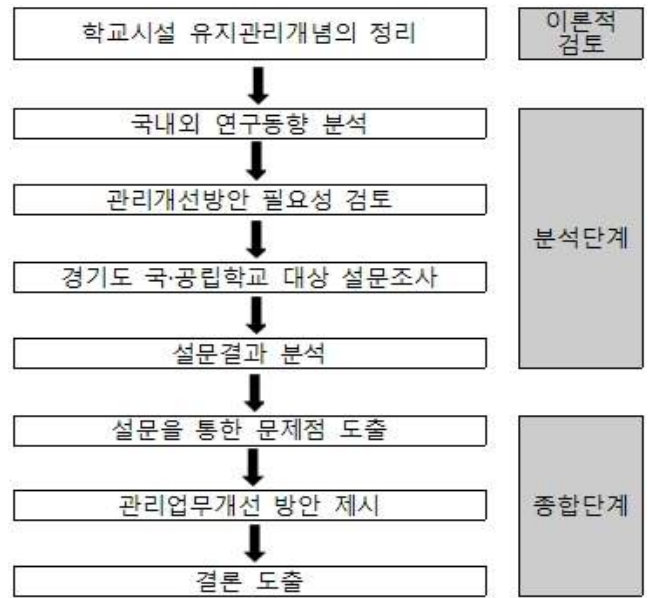 학교시설 유지관리개념의 정리
이론적
검토
국내외 연구동향 분석
관리개선방안 필요성 검토
분석단계
경기도 국·공립학교 대상 설문조사
설문결과 분석
설문을 통한 문제점 도출
관리업무개선 방안 제시
종합단계
결론 도출